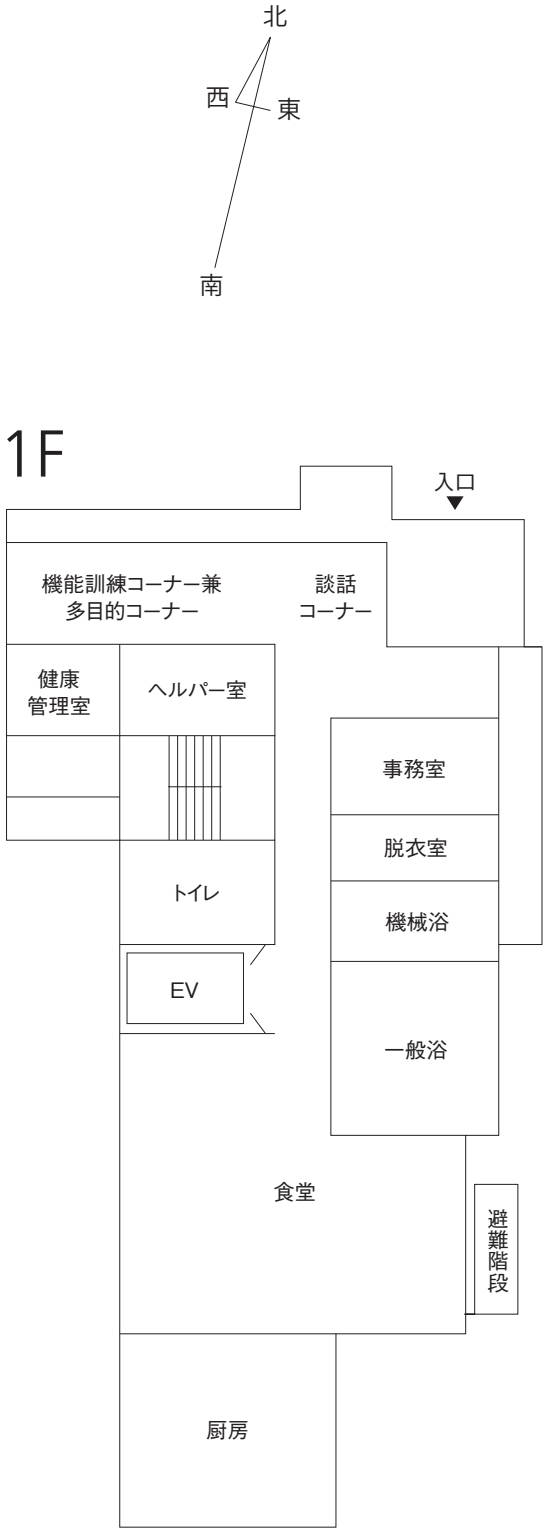 北
西
東
南
1F
入口
機能訓練コーナー兼
多目的コーナー
談話
コーナー
健康
管理室
ヘルパー室
事務室
脱衣室
トイレ
機械浴
EV
一般浴
食堂
避難階段
厨房